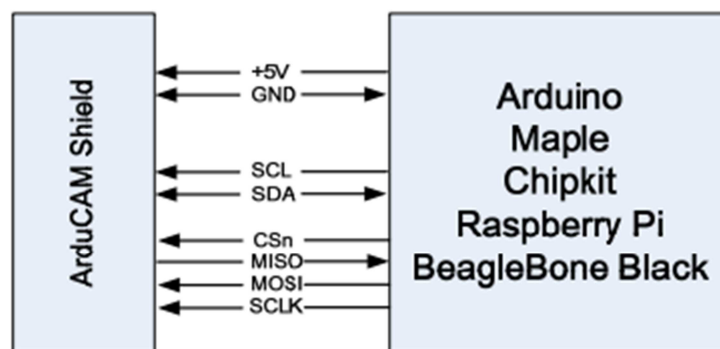 ArduCAM Shield
+5V
GND
SCL
SDA
CSn
MISO
MOSI
SCLK
Arduino
Maple
Chipkit
Raspberry Pi
BeagleBone Black